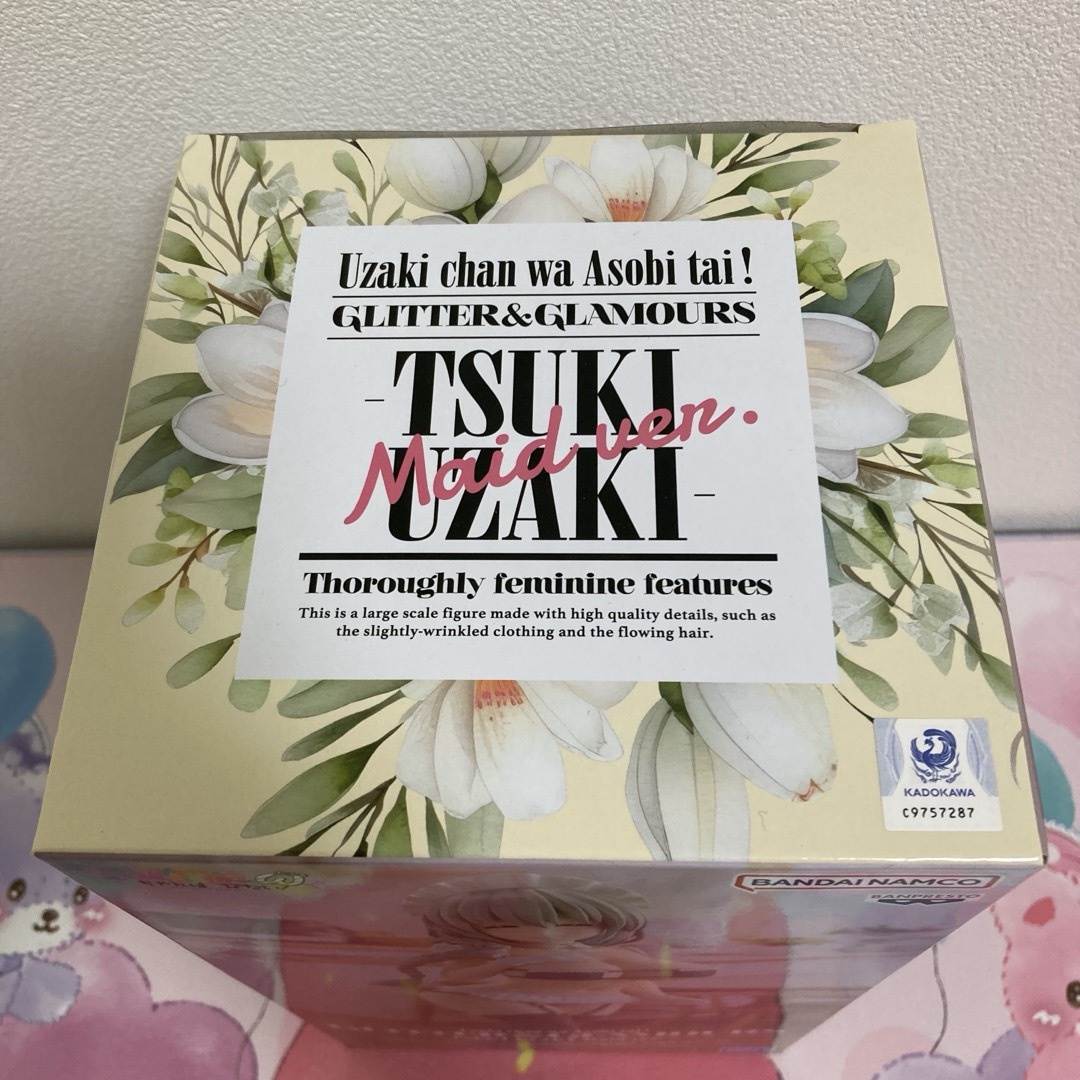 Uzaki chan wa Asobi tai!
GLITTER&GLAMOURS
-TSUKI
Maid ver.
UZAKI-
Thoroughly feminine features
This is a large scale figure made with high quality details, such as
the slightly-wrinkled clothing and the flowing hair.
KADOKAWA
C9757287
BANDAI NAMCO
BANPRESTO